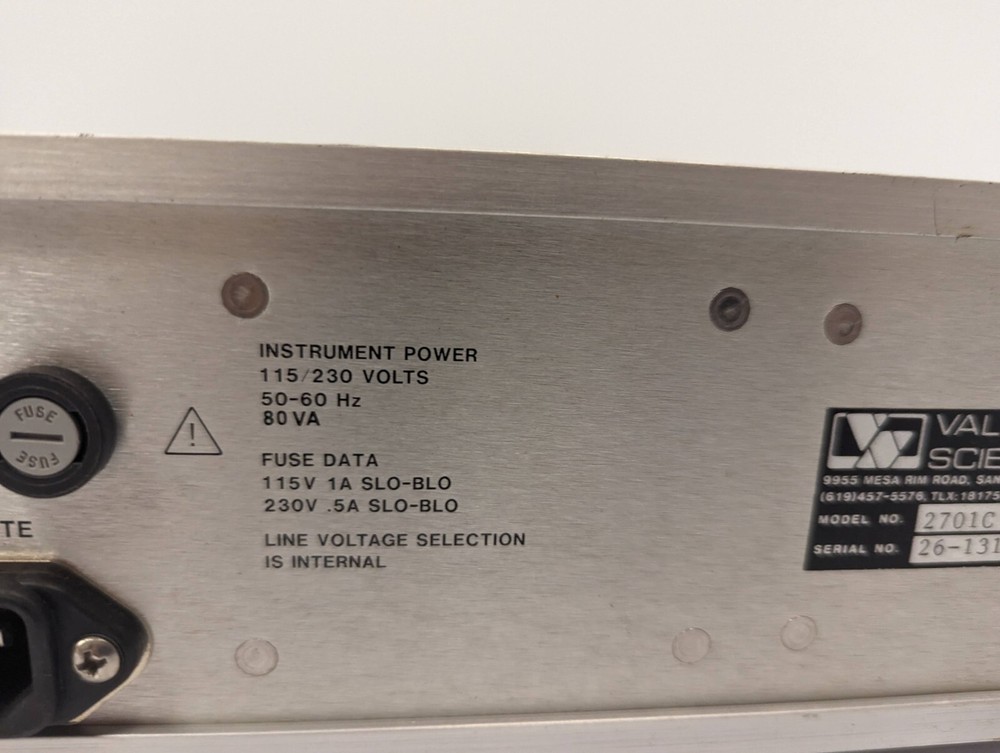 INSTRUMENT POWER
115/230 VOLTS
50-60 Hz
80 VA
FUSE
FUSE
!
FUSE DATA
115V 1A SLO-BLO
230V .5A SLO-BLO
LINE VOLTAGE SELECTION
IS INTERNAL
TE
VAL
SCIE
9955 MESA RIM ROAD, SAN
(619)457-5576, TLX: 18175
MODEL NO. 2701C
SERIAL NO. 26-131